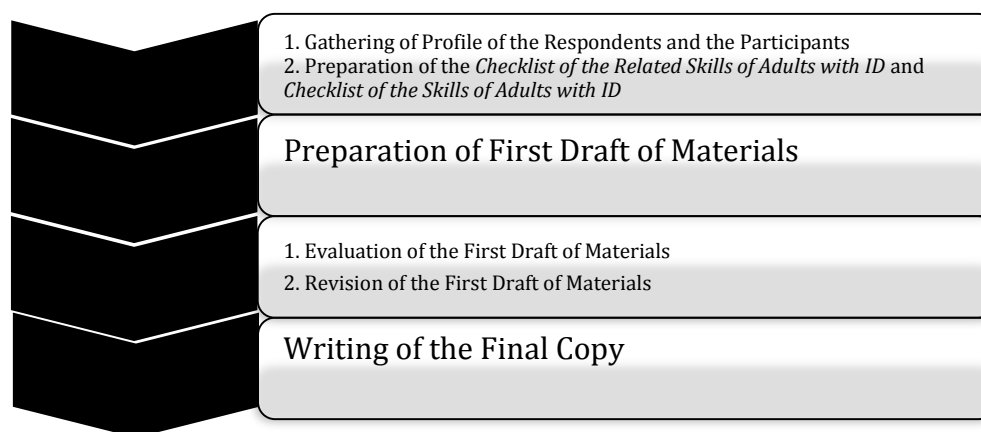 1. Gathering of Profile of the Respondents and the Participants
2. Preparation of the Checklist of the Related Skills of Adults with ID and
Checklist of the Skills of Adults with ID
Preparation of First Draft of Materials
1. Evaluation of the First Draft of Materials
2. Revision of the First Draft of Materials
Writing of the Final Copy